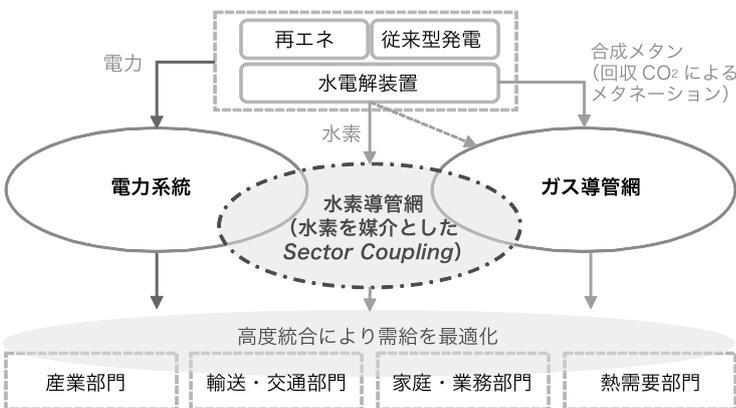 再エネ
従来型発電
水電解装置
電力
合成メタン
（回収CO₂による
メタネーション）
水素
電力系統
水素導管網
（水素を媒介とした
Sector Coupling）
ガス導管網
高度統合により需給を最適化
産業部門
輸送・交通部門
家庭・業務部門
熱需要部門